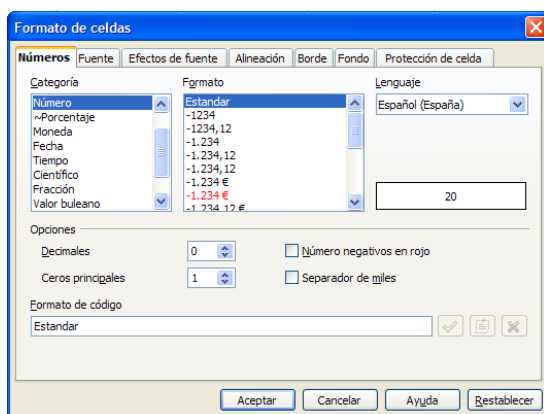 Formato de celdas
Números Fuente Efectos de fuente Alineación Borde Fondo Protección de celda
Categoría
Número
~Porcentaje
Moneda
Fecha
Tiempo
Científico
Fracción
Valor buleano
Formato
Estandar
-1234
-1234,12
-1.234
-1.234,12
-1.234,12
-1.234 €
-1.234 €
-1.234,12 €
Lenguaje
Español (España)
20
Opciones
Decimales 0
Número negativos en rojo
Ceros principales 1
Separador de miles
Formato de código
Estandar
Aceptar Cancelar Ayuda Restablecer